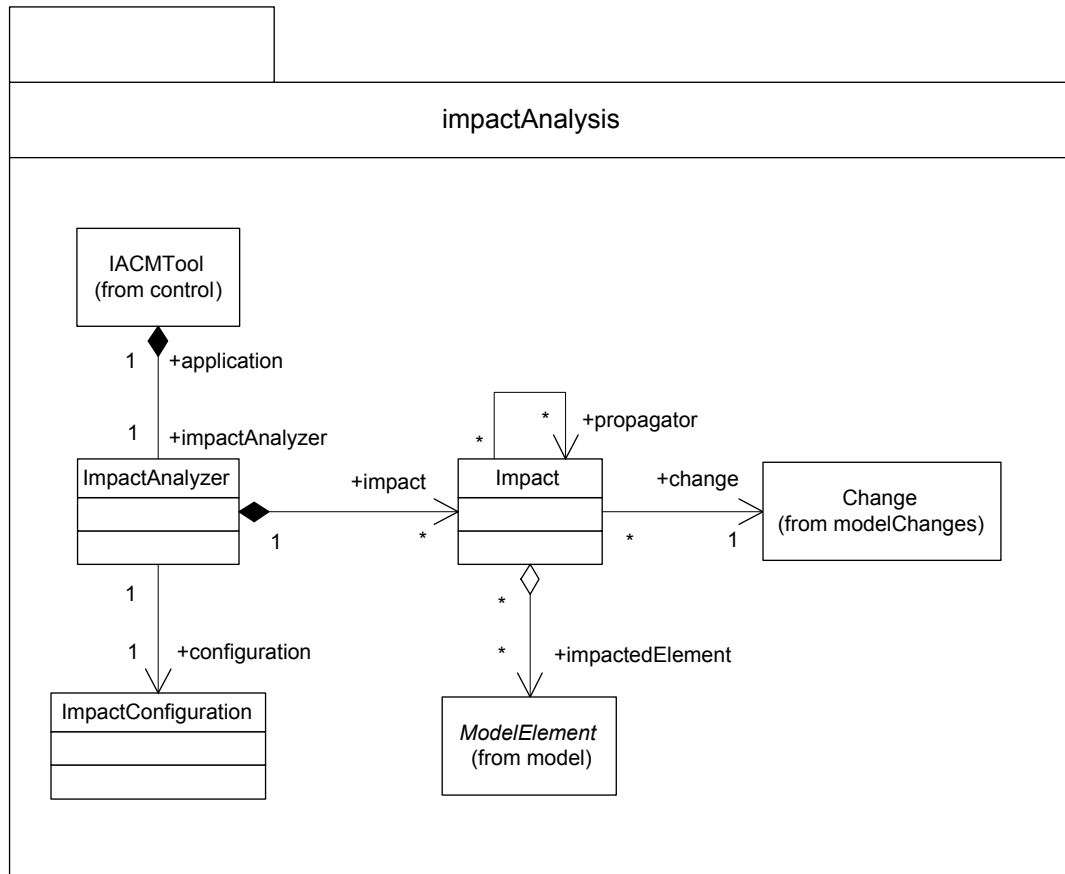 impactAnalysis
IACMTool
(from control)
1
+application
1
+impactAnalyzer
ImpactAnalyzer
*
*
+propagator
+impact
Impact
+change
Change
(from modelChanges)
1
*
*
1
1
*
1
+configuration
*
+impactedElement
ImpactConfiguration
ModelElement
(from model)